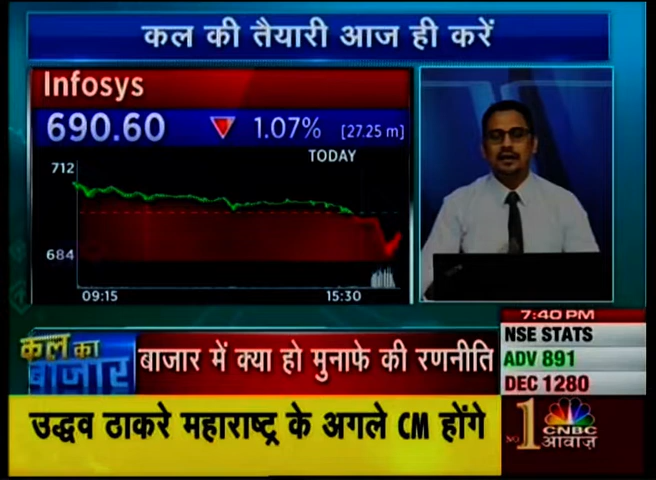 कल की तैयारी आज ही करें
Infosys
690.60 ▼ 1.07% [27.25 m]
TODAY
712
684
09:15 15:30
7:40 PM
NSE STATS
ADV 891
DEC 1280
कल का
बाजार
बाजार में क्या हो मुनाफे की रणनीति
उद्धव ठाकरे महाराष्ट्र के अगले CM होंगे
NO 1
CNBC
आवाज़